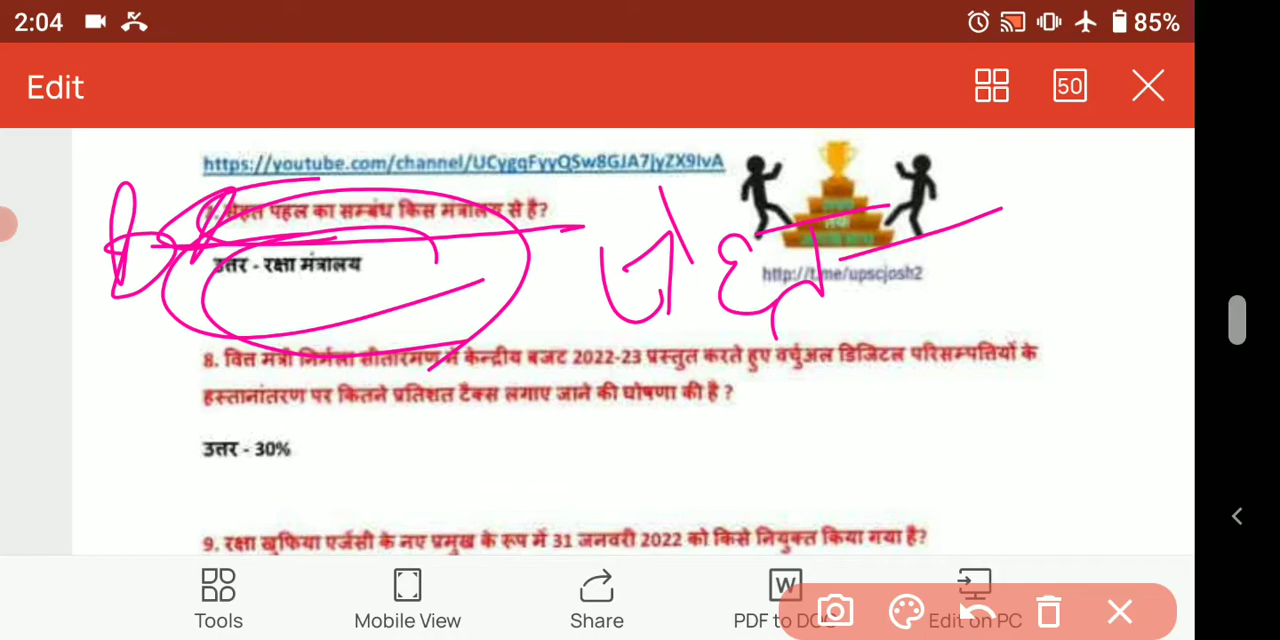 2:04
85%
Edit
50
https://youtube.com/channel/UCygqFyyQSw8GJA7jyZX9IvA
7. सेहत पहल का सम्बंध किस मंत्रालय से है?
उत्तर - रक्षा मंत्रालय
http://t.me/upscjosh2
8. वित्त मंत्री निर्मला सीतारमण ने केन्द्रीय बजट 2022-23 प्रस्तुत करते हुए वर्चुअल डिजिटल परिसम्पतियों के
हस्तानांतरण पर कितने प्रतिशत टैक्स लगाए जाने की घोषणा की है ?
उत्तर - 30%
9. रक्षा खुफिया एजेंसी के नए प्रमुख के रूप में 31 जनवरी 2022 को किसे नियुक्त किया गया है?
Tools
Mobile View
Share
PDF to DOC
Edit on PC